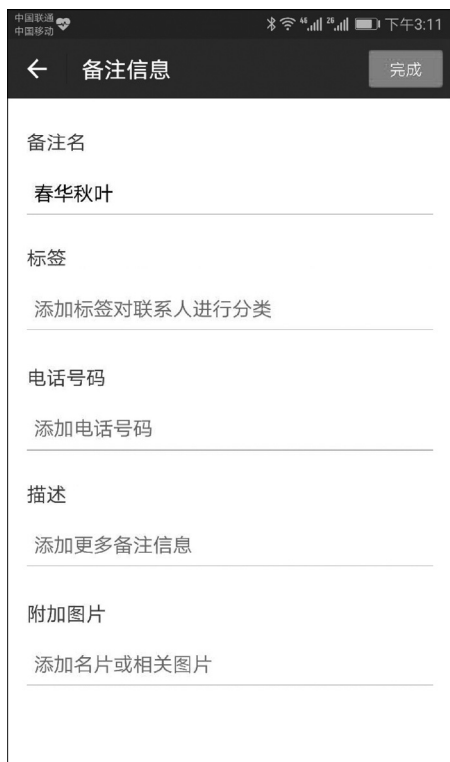 中国联通
中国移动
4G 2G 下午3:11
备注信息
完成
备注名
春华秋叶
标签
添加标签对联系人进行分类
电话号码
添加电话号码
描述
添加更多备注信息
附加图片
添加名片或相关图片